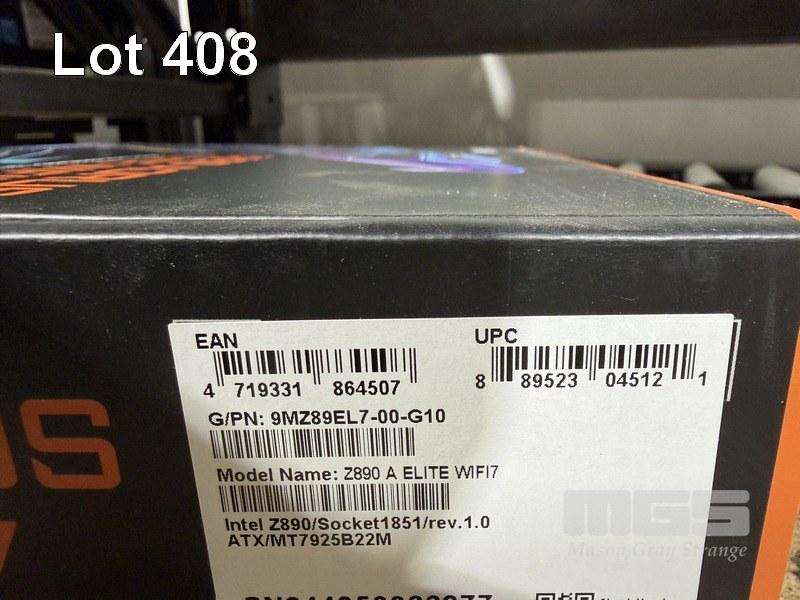 Lot 408
EAN
UPC
4 719331 864507
8 89523 04512 1
G/PN: 9MZ89EL7-00-G10
Model Name: Z890 A ELITE WIFI7
Intel Z890/Socket1851/rev.1.0
ATX/MT7925B22M
MGS
Mason Gray Strange